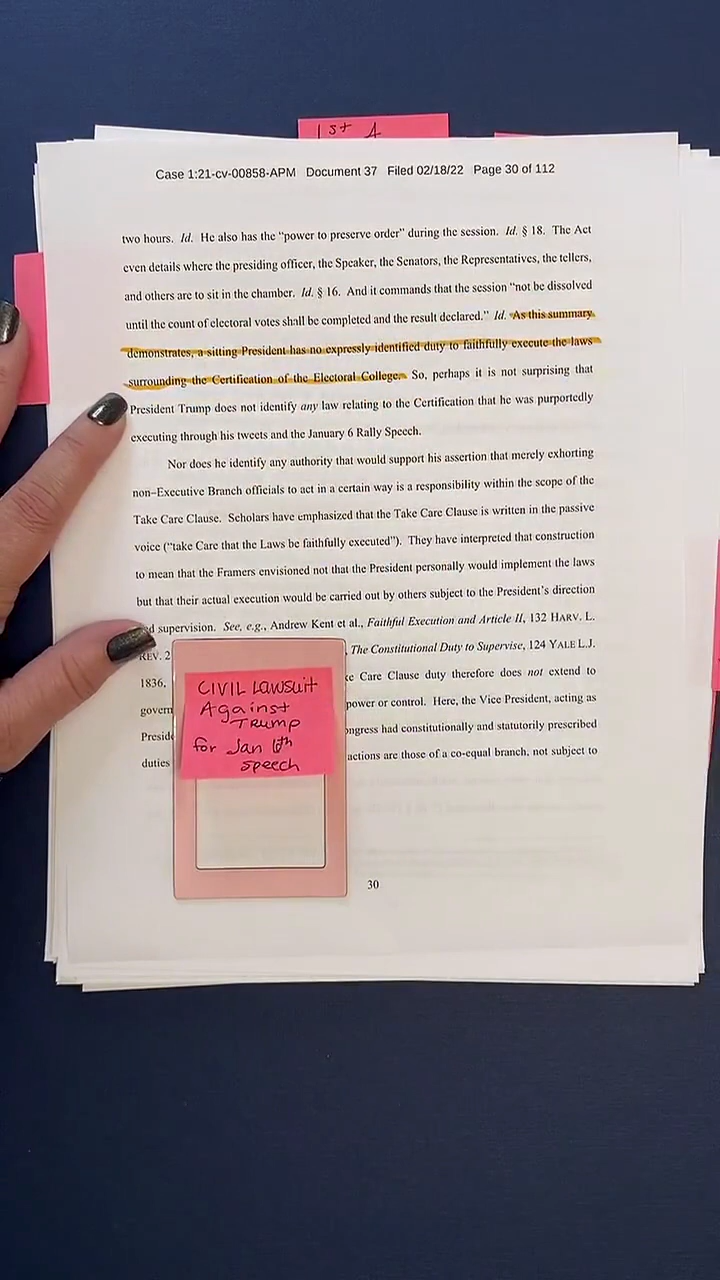 1st A
Case 1:21-cv-00858-APM Document 37 Filed 02/18/22 Page 30 of 112
two hours. Id. He also has the “power to preserve order” during the session. Id. § 18. The Act
even details where the presiding officer, the Speaker, the Senators, the Representatives, the tellers,
and others are to sit in the chamber. Id. § 16. And it commands that the session “not be dissolved
until the count of electoral votes shall be completed and the result declared.” Id. As this summary
demonstrates, a sitting President has no expressly identified duty to faithfully execute the laws
surrounding the Certification of the Electoral College. So, perhaps it is not surprising that
President Trump does not identify any law relating to the Certification that he was purportedly
executing through his tweets and the January 6 Rally Speech.
Nor does he identify any authority that would support his assertion that merely exhorting
non–Executive Branch officials to act in a certain way is a responsibility within the scope of the
Take Care Clause. Scholars have emphasized that the Take Care Clause is written in the passive
voice (“take Care that the Laws be faithfully executed”). They have interpreted that construction
to mean that the Framers envisioned not that the President personally would implement the laws
but that their actual execution would be carried out by others subject to the President’s direction
supervision. See, e.g., Andrew Kent et al., Faithful Execution and Article II, 132 HARV. L.
REV. 2 The Constitutional Duty to Supervise, 124 YALE L.J.
1836, Care Clause duty therefore does not extend to
govern power or control. Here, the Vice President, acting as
Preside ongress had constitutionally and statutorily prescribed
duties actions are those of a co-equal branch, not subject to
CIVIL Lawsuit
Against
TRump
for Jan 6th
speech
30